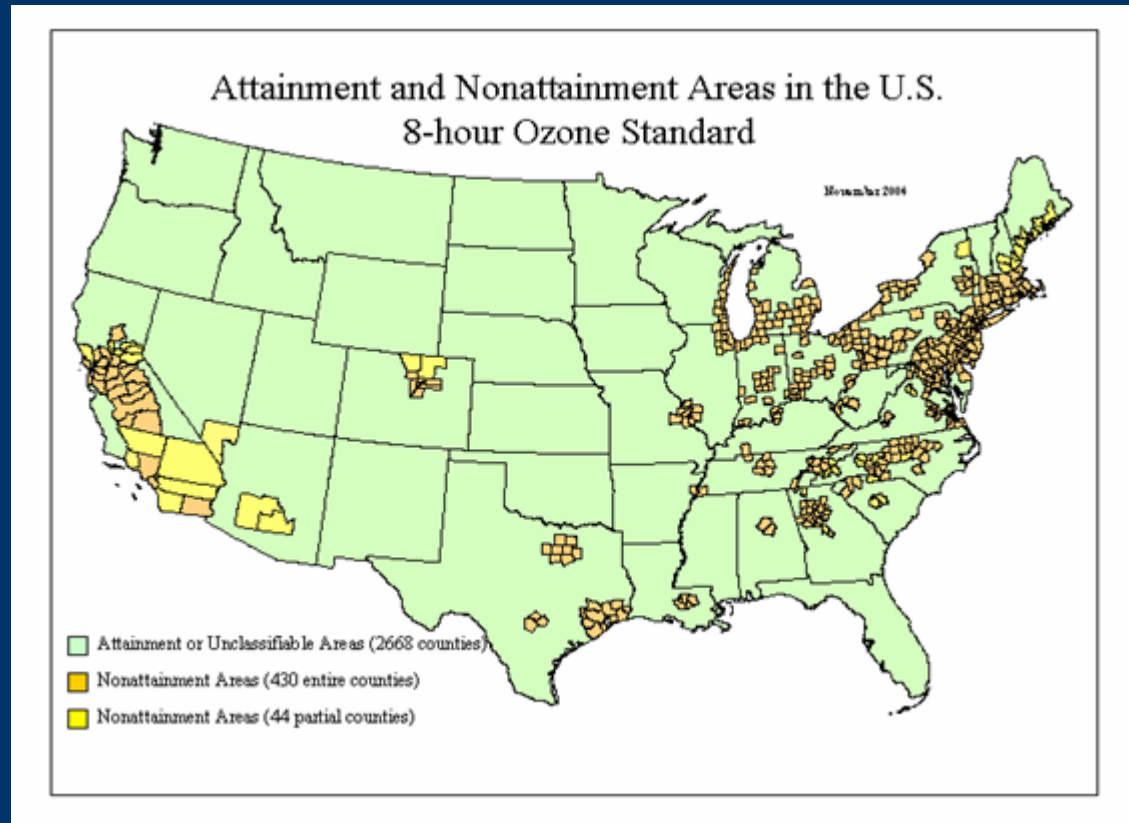 Attainment and Nonattainment Areas in the U.S.
8-hour Ozone Standard
November 2004
Attainment or Unclassifiable Areas (2668 counties)
Nonattainment Areas (430 entire counties)
Nonattainment Areas (44 partial counties)